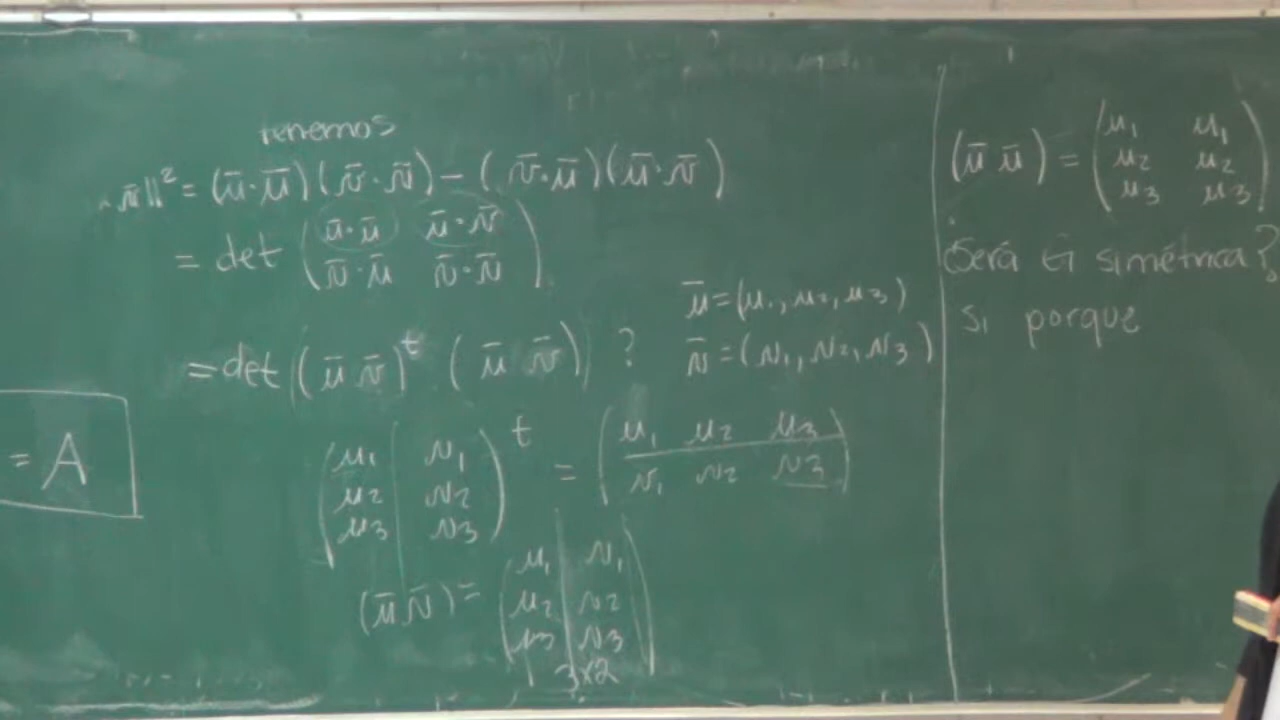 tenemos
v̄||² = (ū·ū)(v̄·v̄) - (v̄·ū)(ū·v̄)
= det ( ū·ū ū·v̄
v̄·ū v̄·v̄ )
= det ( (ū v̄)ᵗ (ū v̄) ) ?
ū = (u₁, u₂, u₃)
v̄ = (v₁, v₂, v₃)
= A
( u₁ v₁
u₂ v₂
u₃ v₃ )ᵗ = ( u₁ u₂ u₃
v₁ v₂ v₃ )
(ū v̄) = ( u₁ v₁
u₂ v₂
u₃ v₃ )
3x2
(ū ū) = ( u₁ u₁
u₂ u₂
u₃ u₃ )
¿Será G simétrica?
si porque